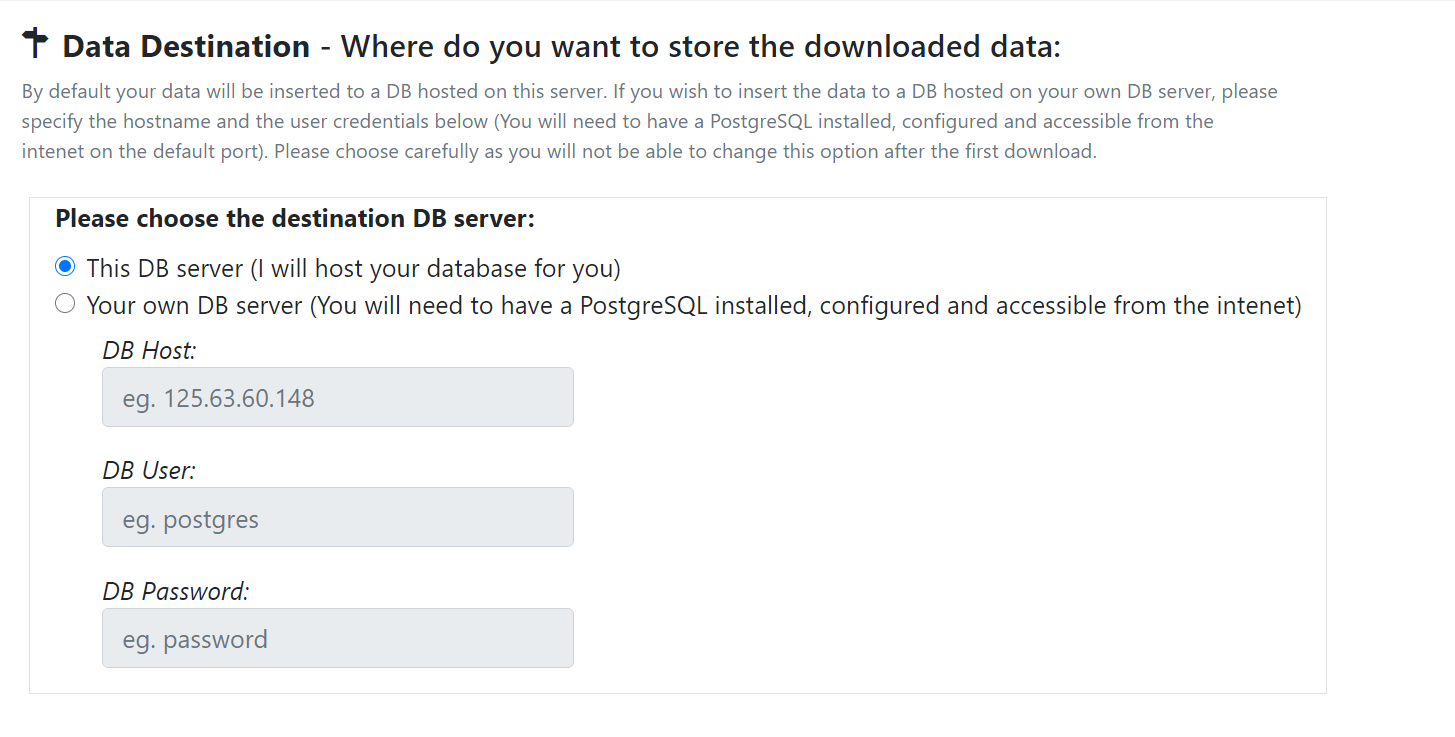 Data Destination - Where do you want to store the downloaded data:
By default your data will be inserted to a DB hosted on this server. If you wish to insert the data to a DB hosted on your own DB server, please
specify the hostname and the user credentials below (You will need to have a PostgreSQL installed, configured and accessible from the
intenet on the default port). Please choose carefully as you will not be able to change this option after the first download.
Please choose the destination DB server:
This DB server (I will host your database for you)
Your own DB server (You will need to have a PostgreSQL installed, configured and accessible from the intenet)
DB Host:
eg. 125.63.60.148
DB User:
eg. postgres
DB Password:
eg. password